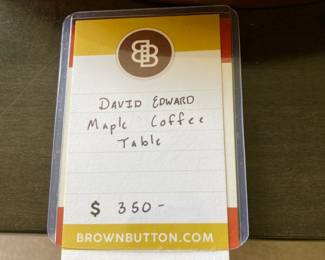 BB
DAVID EDWARD
Maple Coffee
Table
$ 350-
BROWNBUTTON.COM